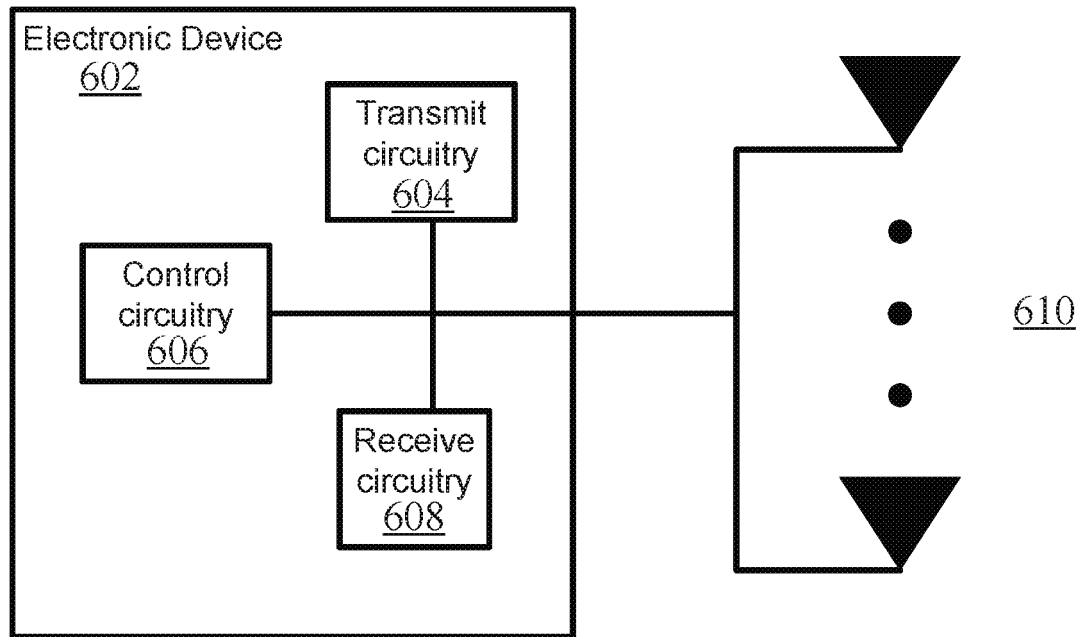 Electronic Device
602
Transmit
circuitry
604
Control
circuitry
606
Receive
circuitry
608
610